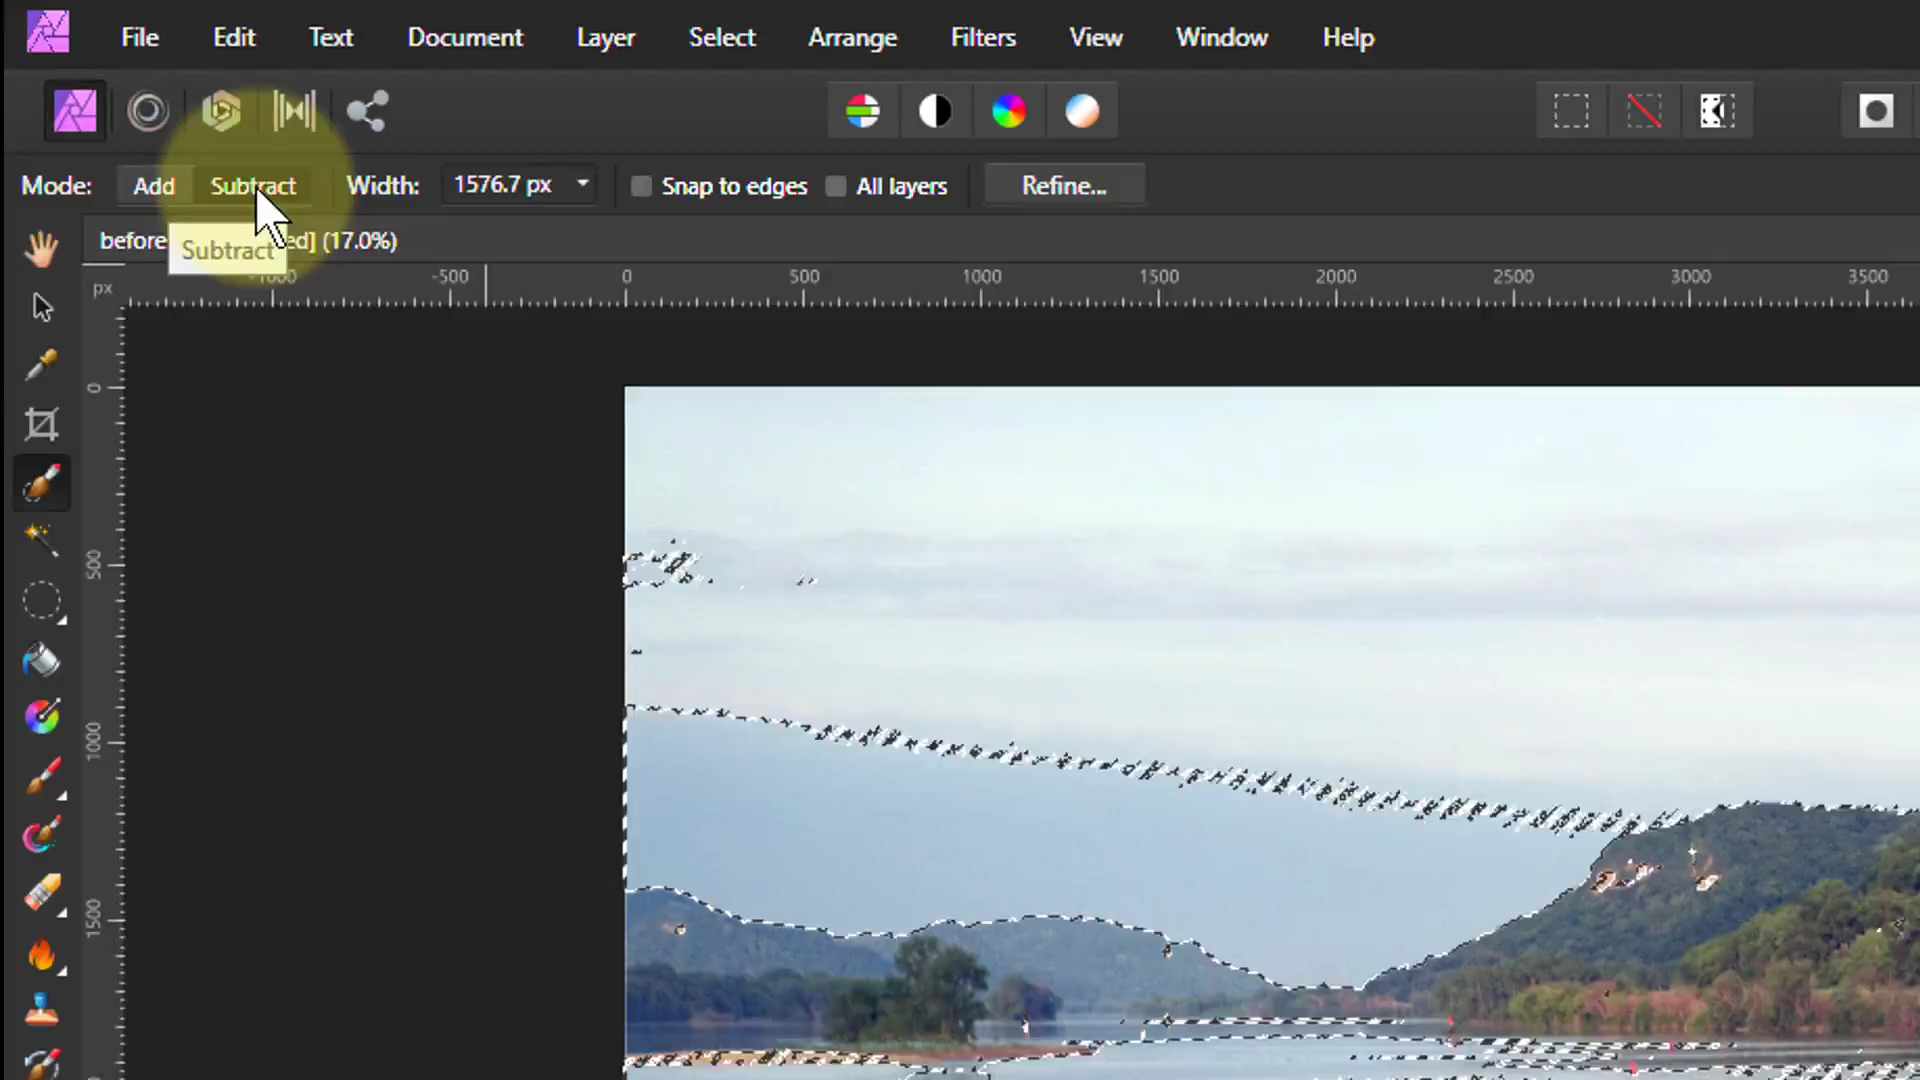 File Edit Text Document Layer Select Arrange Filters View Window Help
Mode: Add Subtract Width: 1576.7 px Snap to edges All layers Refine...
before ed] (17.0%)
Subtract
px -1000 -500 0 500 1000 1500 2000 2500 3000 3500
0
500
1000
1500